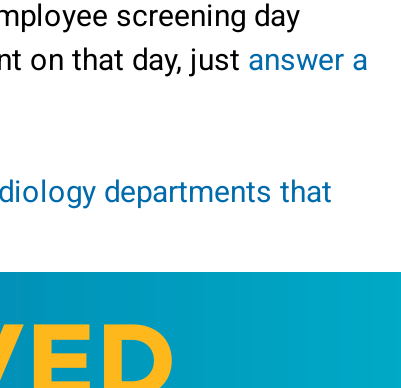 mployee screening day
nt on that day, just answer a
diology departments that
VED